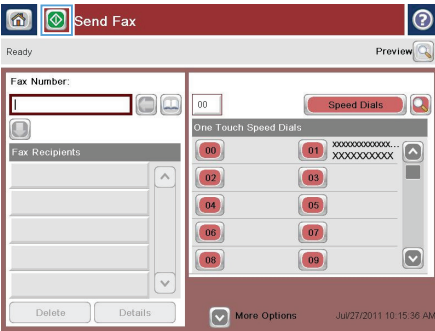 Send Fax
Ready
Preview
Fax Number:
00
Speed Dials
Fax Recipients
One Touch Speed Dials
00
01 xxxxxxxxxxxx...
XXXXXXXXXX
02
03
04
05
06
07
08
09
Delete
Details
More Options
Jul/27/2011 10:15:36 AM